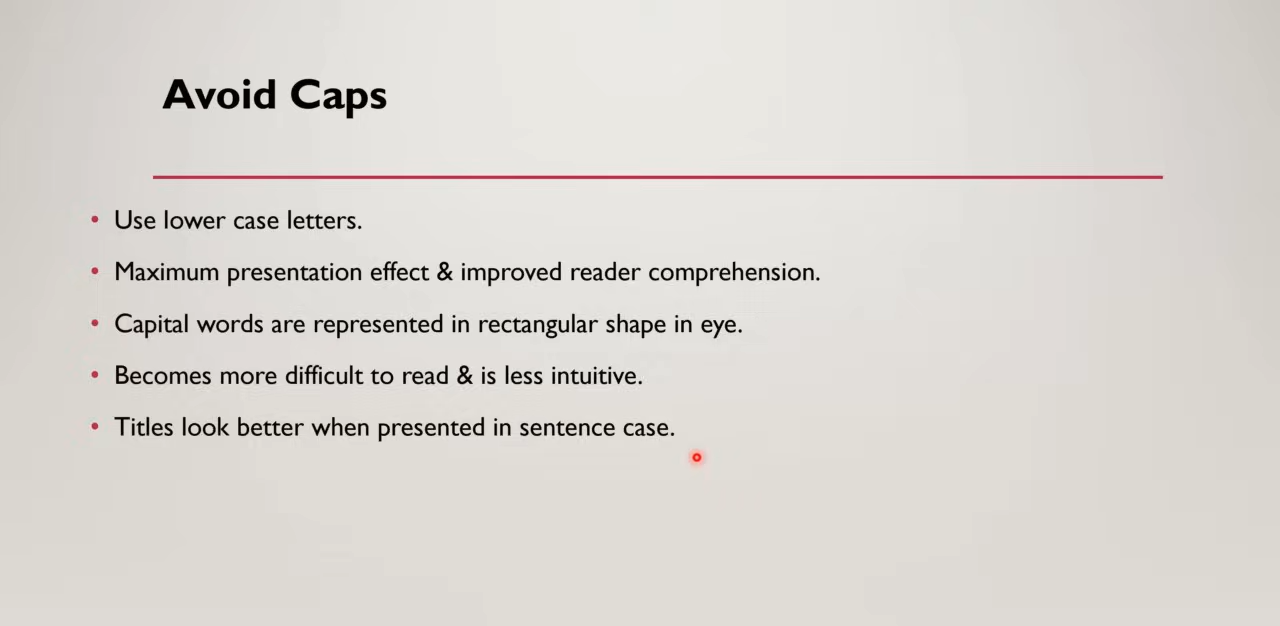 Avoid Caps
• Use lower case letters.
• Maximum presentation effect & improved reader comprehension.
• Capital words are represented in rectangular shape in eye.
• Becomes more difficult to read & is less intuitive.
• Titles look better when presented in sentence case.